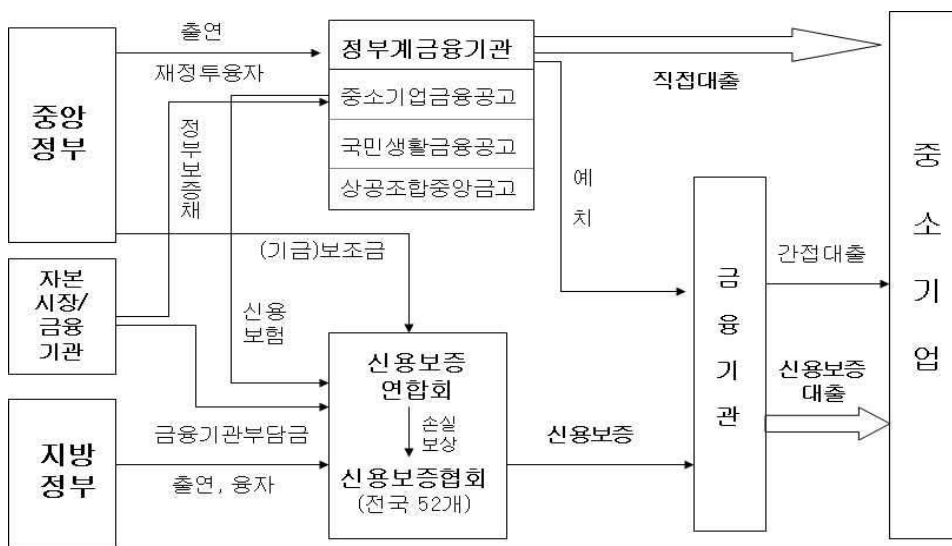 중앙
정부
출연
재정투융자
정부보증채
정부계금융기관
중소기업금융공고
국민생활금융공고
상공조합중앙금고
직접대출
예
치
(기금)보조금
자본
시장/
금융
기관
신용
보험
신용보증
연합회
손실
보상
신용보증협회
(전국 52개)
금융기관부담금
지방
정부
출연, 융자
신용보증
금
융
기
관
간접대출
신용보증
대출
중
소
기
업